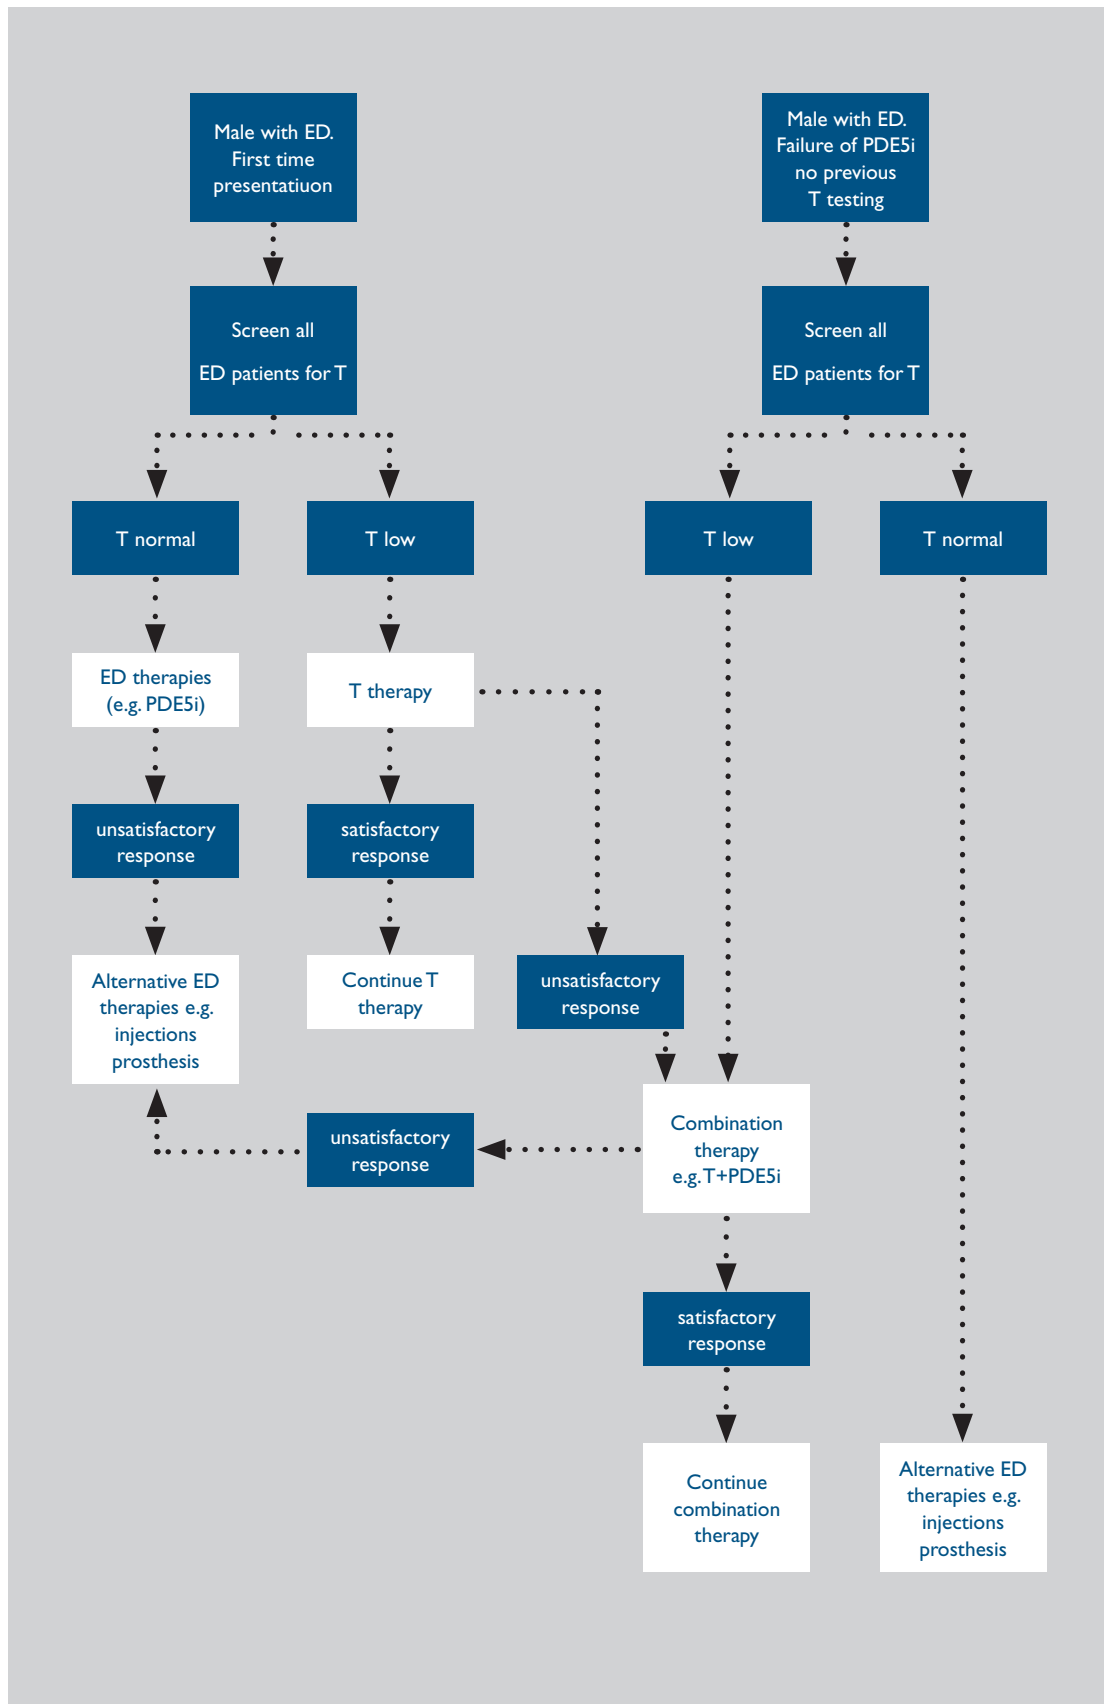 Male with ED.
First time
presentatiuon
Male with ED.
Failure of PDE5i
no previous
T testing
Screen all
ED patients for T
Screen all
ED patients for T
T normal
T low
T low
T normal
ED therapies
(e.g. PDE5i)
T therapy
unsatisfactory
response
satisfactory
response
Alternative ED
therapies e.g.
injections
prosthesis
Continue T
therapy
unsatisfactory
response
unsatisfactory
response
Combination
therapy
e.g. T+PDE5i
satisfactory
response
Continue
combination
therapy
Alternative ED
therapies e.g.
injections
prosthesis